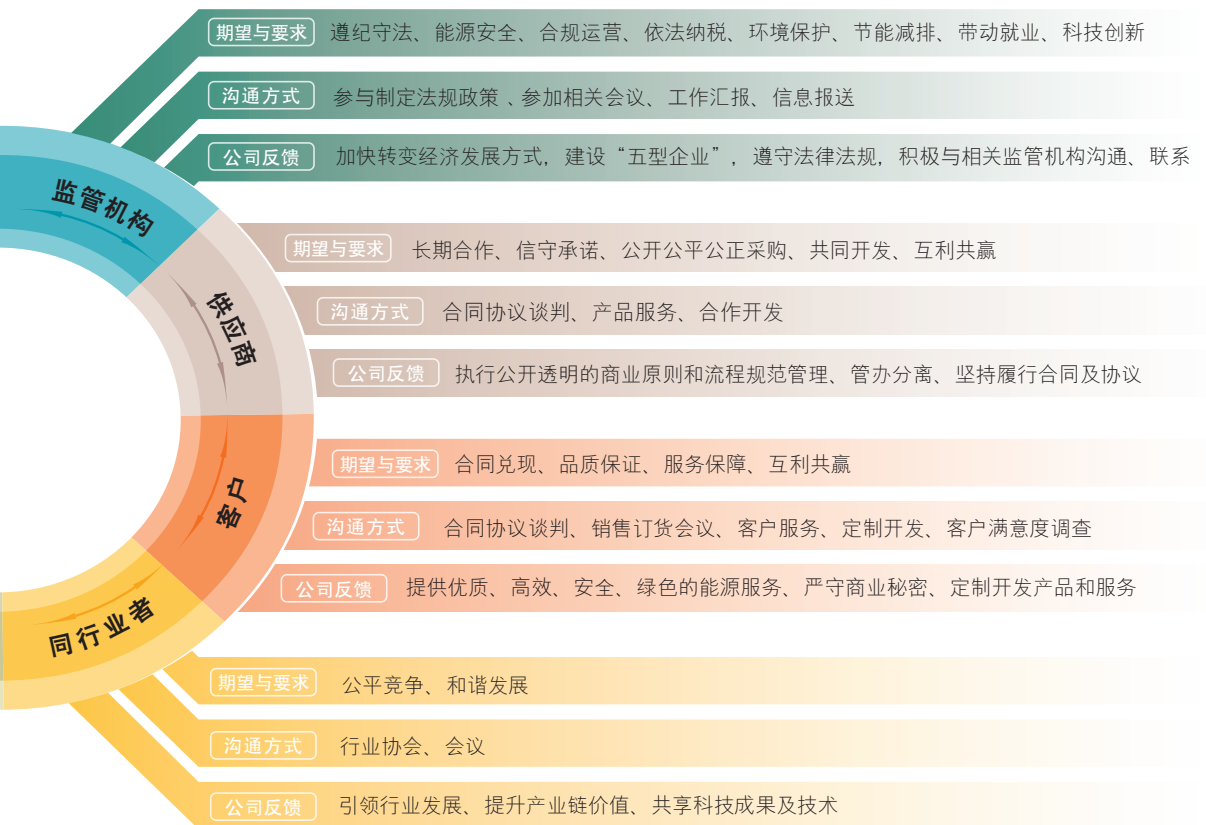 期望与要求 遵纪守法、能源安全、合规运营、依法纳税、环境保护、节能减排、带动就业、科技创新
沟通方式 参与制定法规政策、参加相关会议、工作汇报、信息报送
公司反馈 加快转变经济发展方式，建设“五型企业”，遵守法律法规，积极与相关监管机构沟通、联系
监管机构
期望与要求 长期合作、信守承诺、公开公平公正采购、共同开发、互利共赢
沟通方式 合同协议谈判、产品服务、合作开发
公司反馈 执行公开透明的商业原则和流程规范管理、管办分离、坚持履行合同及协议
供应商
期望与要求 合同兑现、品质保证、服务保障、互利共赢
沟通方式 合同协议谈判、销售订货会议、客户服务、定制开发、客户满意度调查
公司反馈 提供优质、高效、安全、绿色的能源服务、严守商业秘密、定制开发产品和服务
客户
同行业者
期望与要求 公平竞争、和谐发展
沟通方式 行业协会、会议
公司反馈 引领行业发展、提升产业链价值、共享科技成果及技术